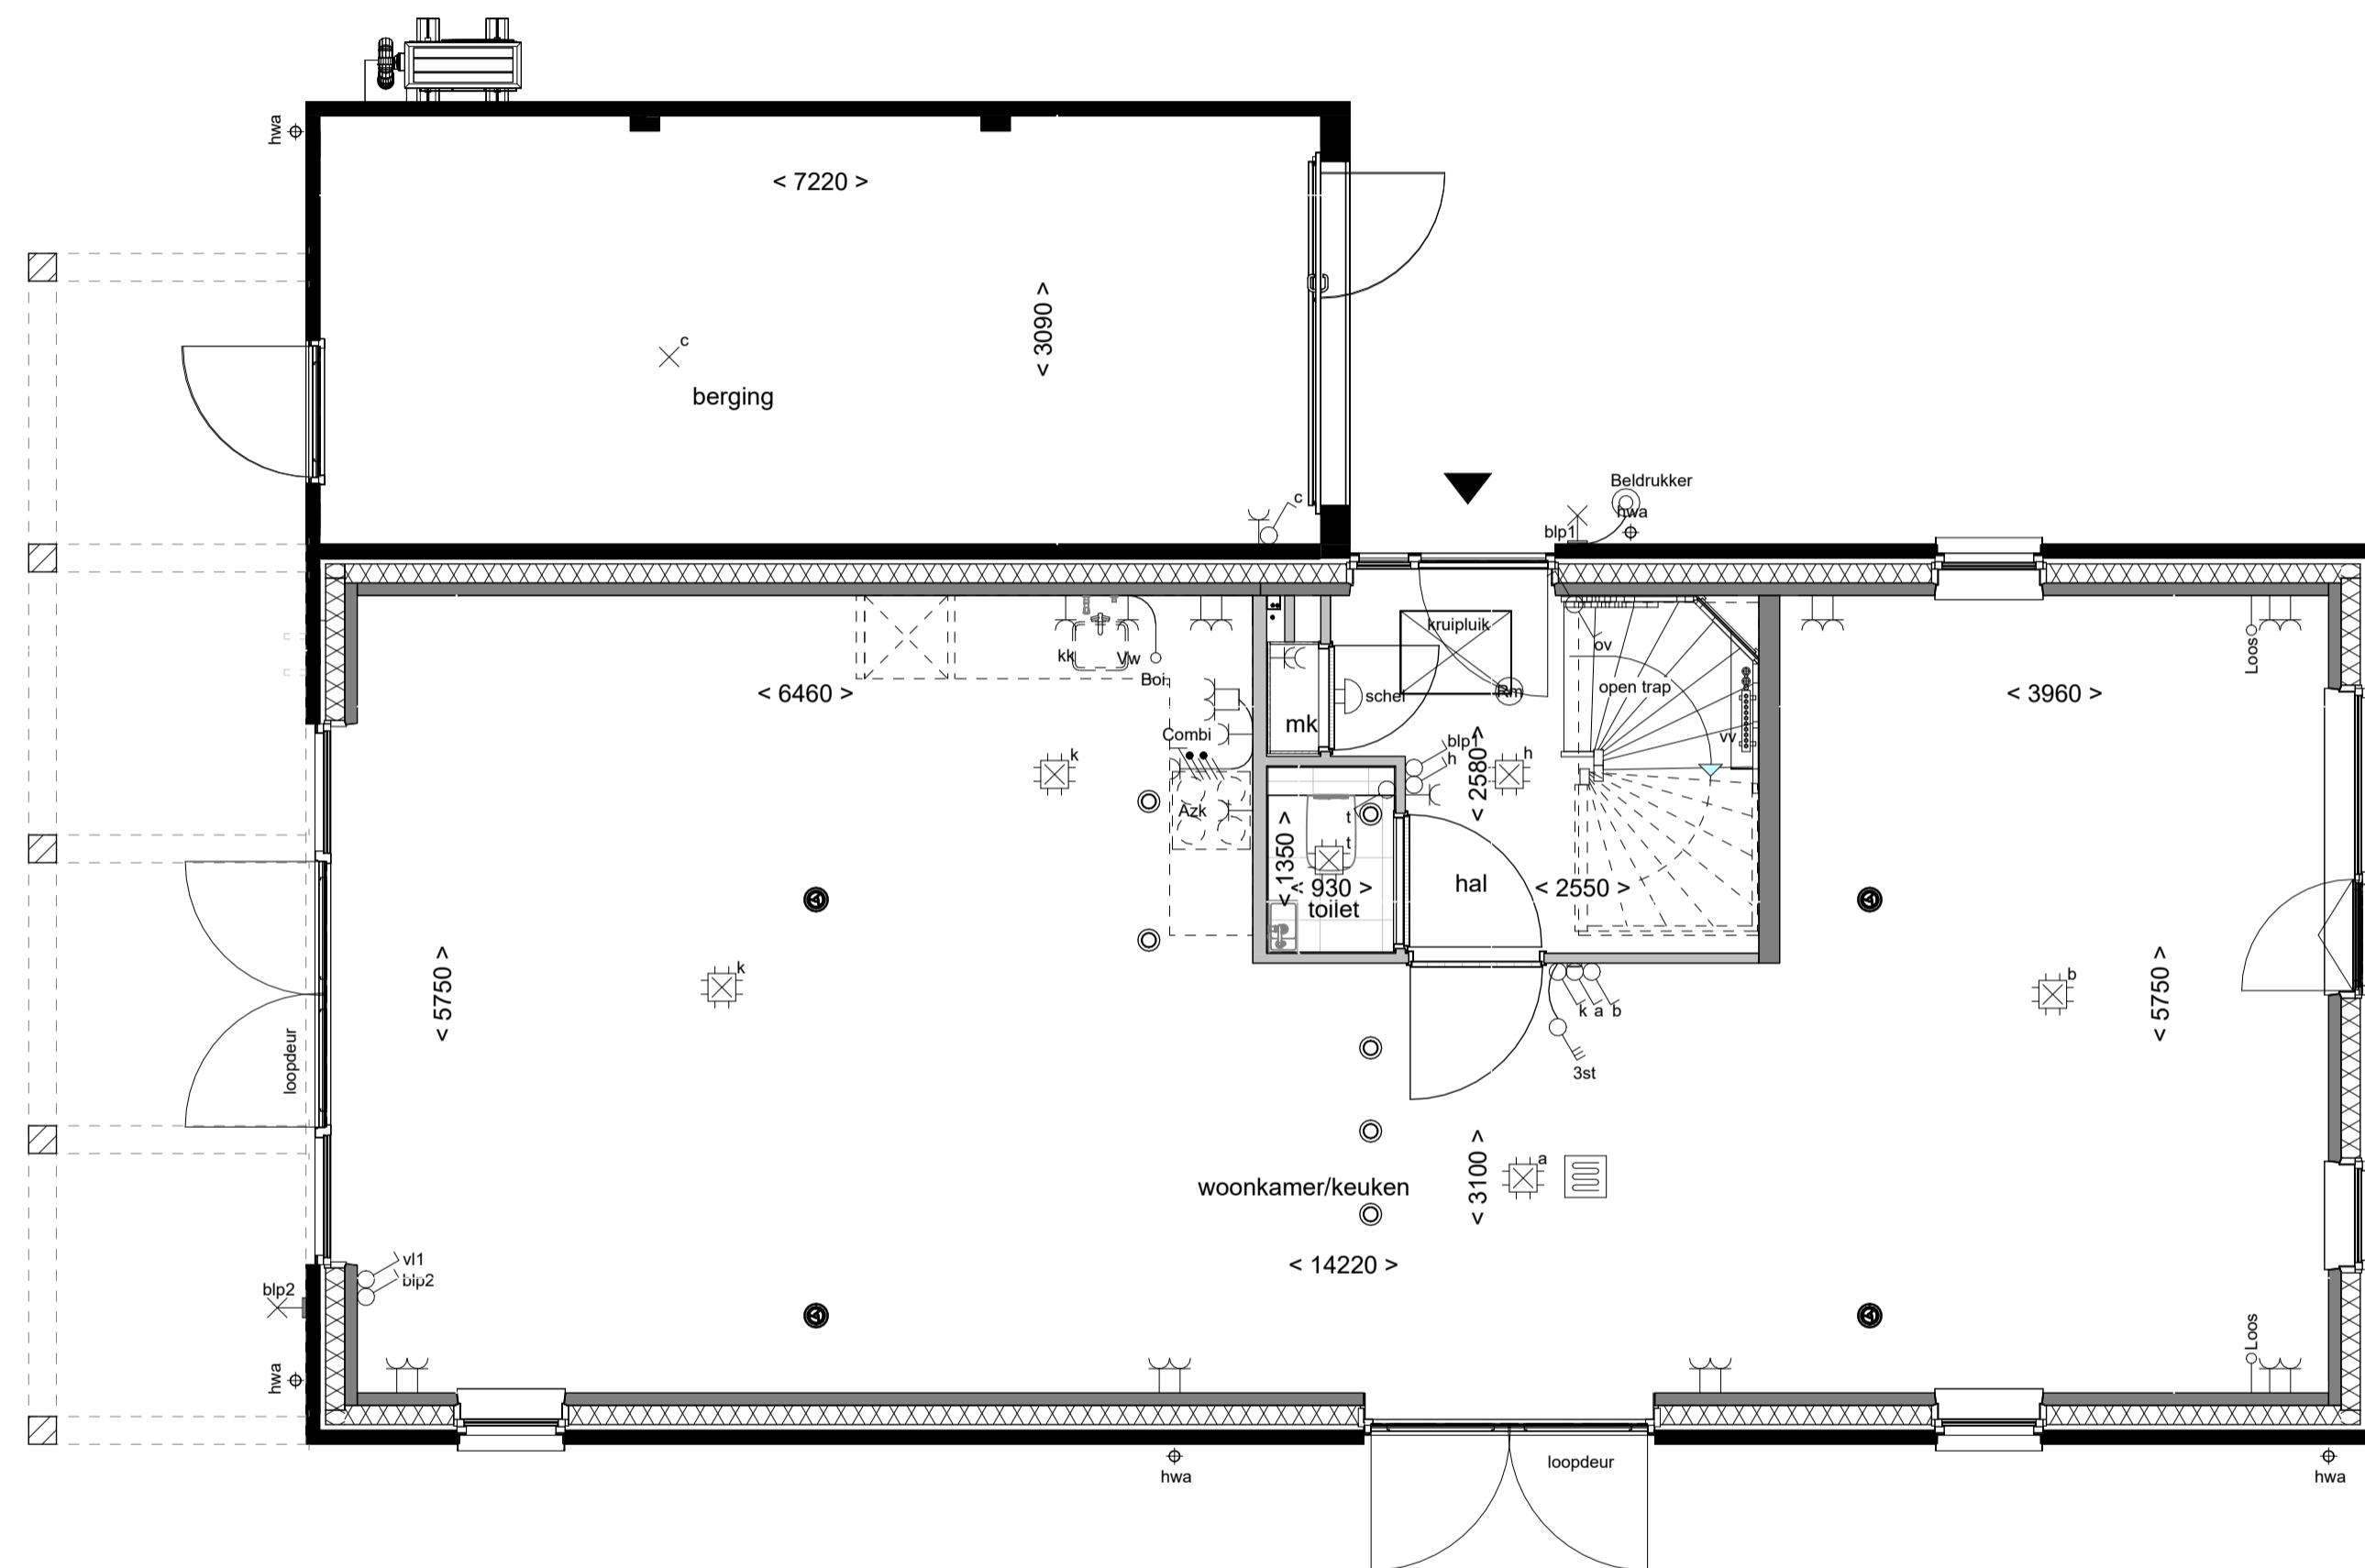 hwa
< 7220 >
< 3090 >
c
berging
c
Beldrukker
hwa
blp1
kruipluik
ov
kk
Vw
Boi.
< 6460 >
schel
Rm
open trap
< 3960 >
Loos
mk
vv
Combi
k
blp1
h
< 2580 >
h
Azk
t
t
< 1350 >
< 930 >
toilet
hal
< 2550 >
k
< 5750 >
b
< 5750 >
k a b
loopdeur
3st
a
< 3100 >
woonkamer/keuken
vl1
blp2
< 14220 >
blp2
Loos
hwa
loopdeur
hwa
hwa